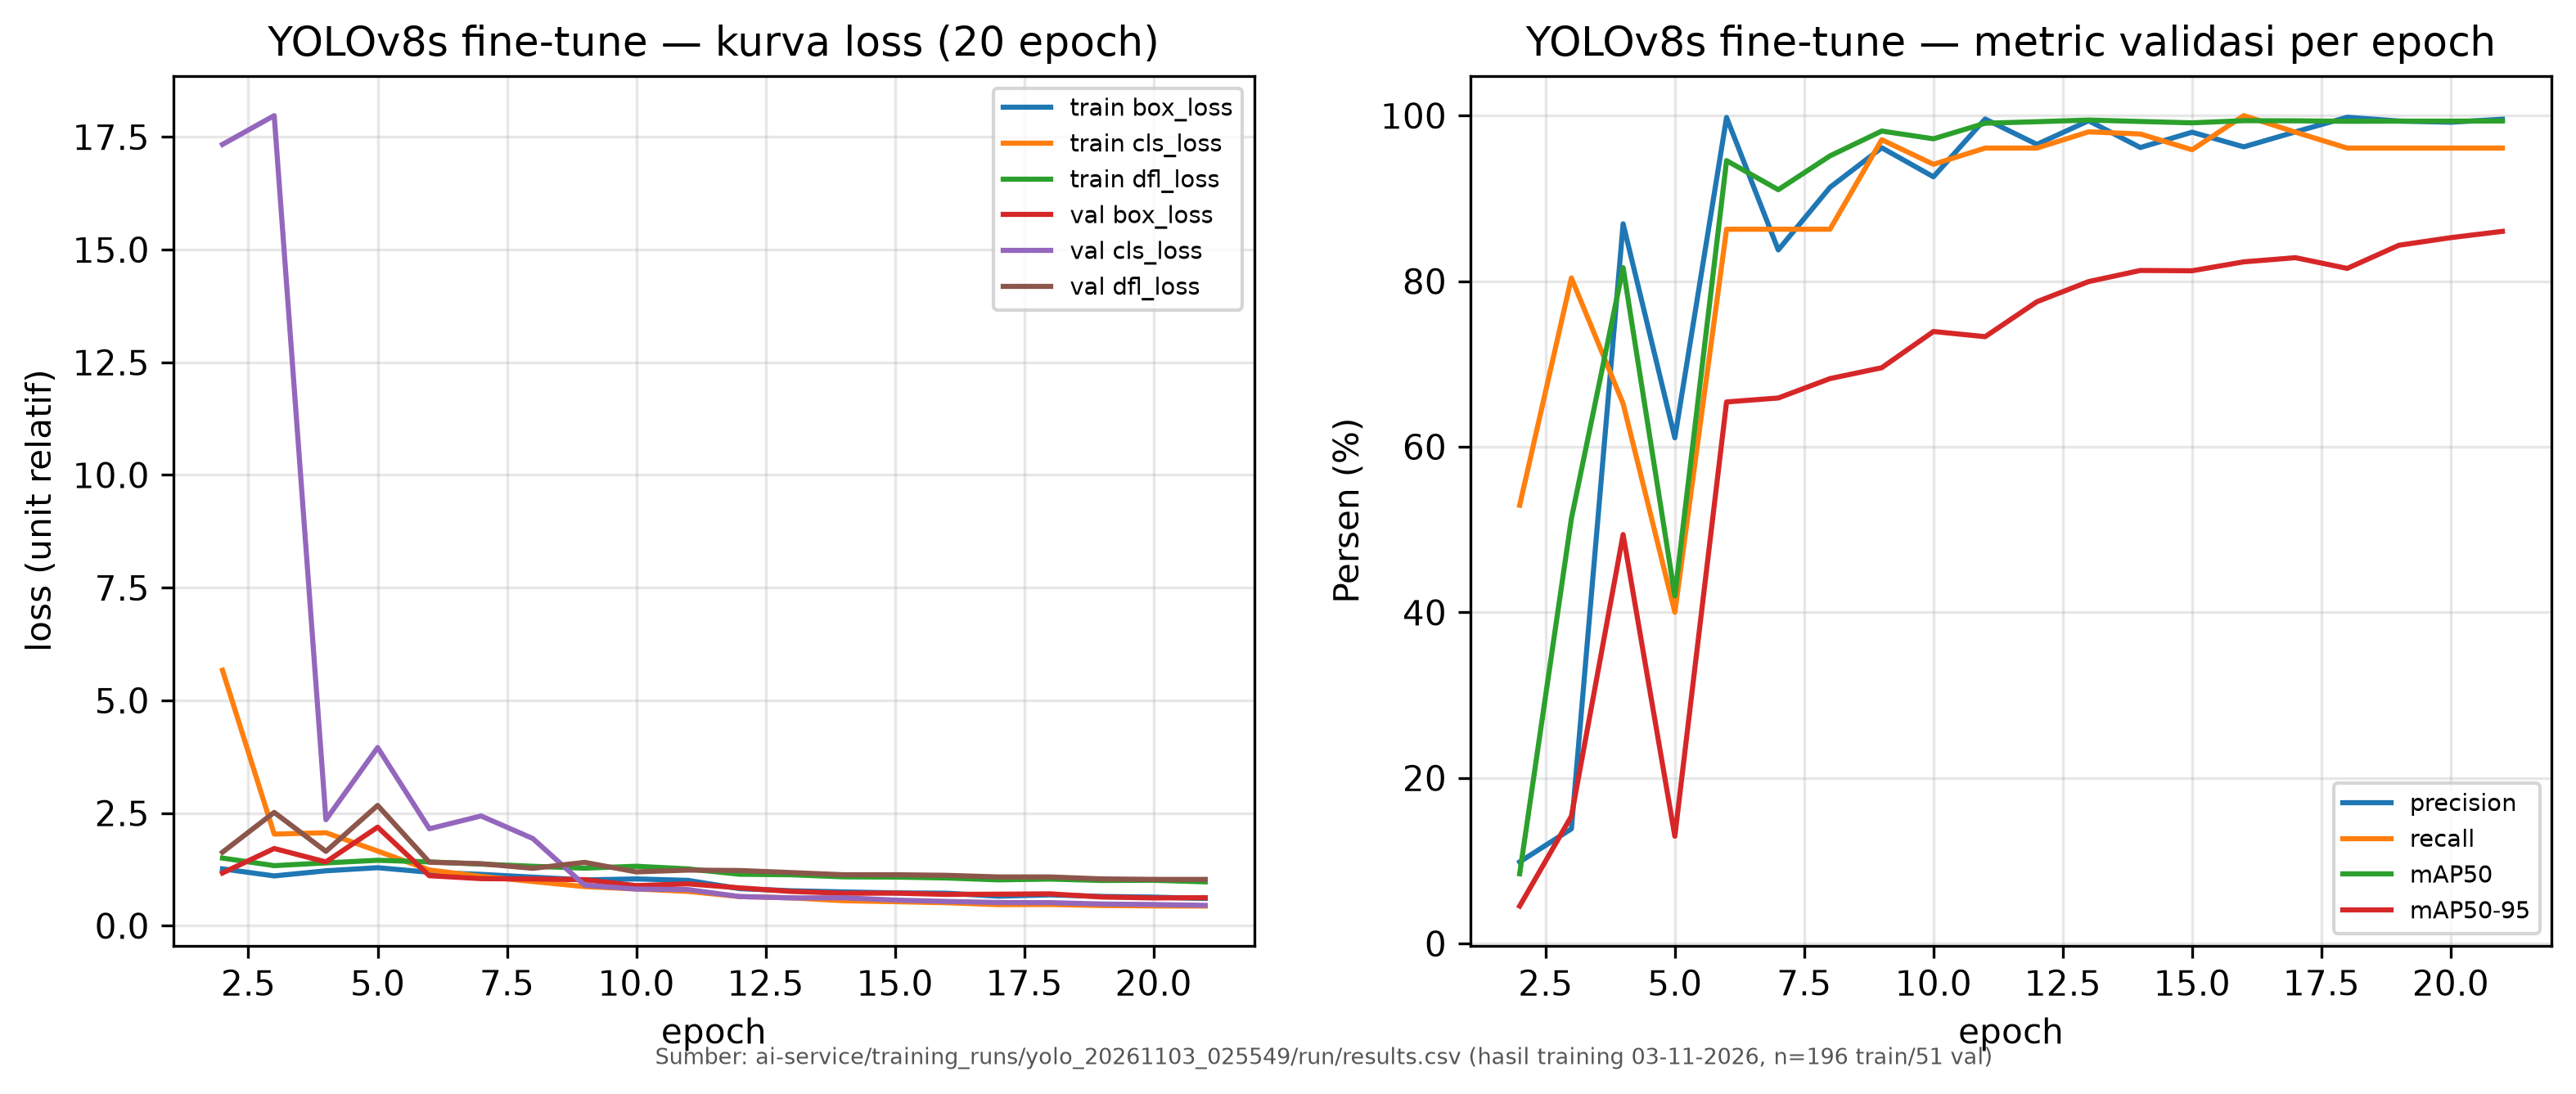 YOLOv8s fine-tune — kurva loss (20 epoch)
loss (unit relatif)
17.5
15.0
12.5
10.0
7.5
5.0
2.5
0.0
train box_loss
train cls_loss
train dfl_loss
val box_loss
val cls_loss
val dfl_loss
2.5 5.0 7.5 10.0 12.5 15.0 17.5 20.0
epoch
YOLOv8s fine-tune — metric validasi per epoch
Persen (%)
100
80
60
40
20
0
precision
recall
mAP50
mAP50-95
2.5 5.0 7.5 10.0 12.5 15.0 17.5 20.0
epoch
Sumber: ai-service/training_runs/yolo_20261103_025549/run/results.csv (hasil training 03-11-2026, n=196 train/51 val)